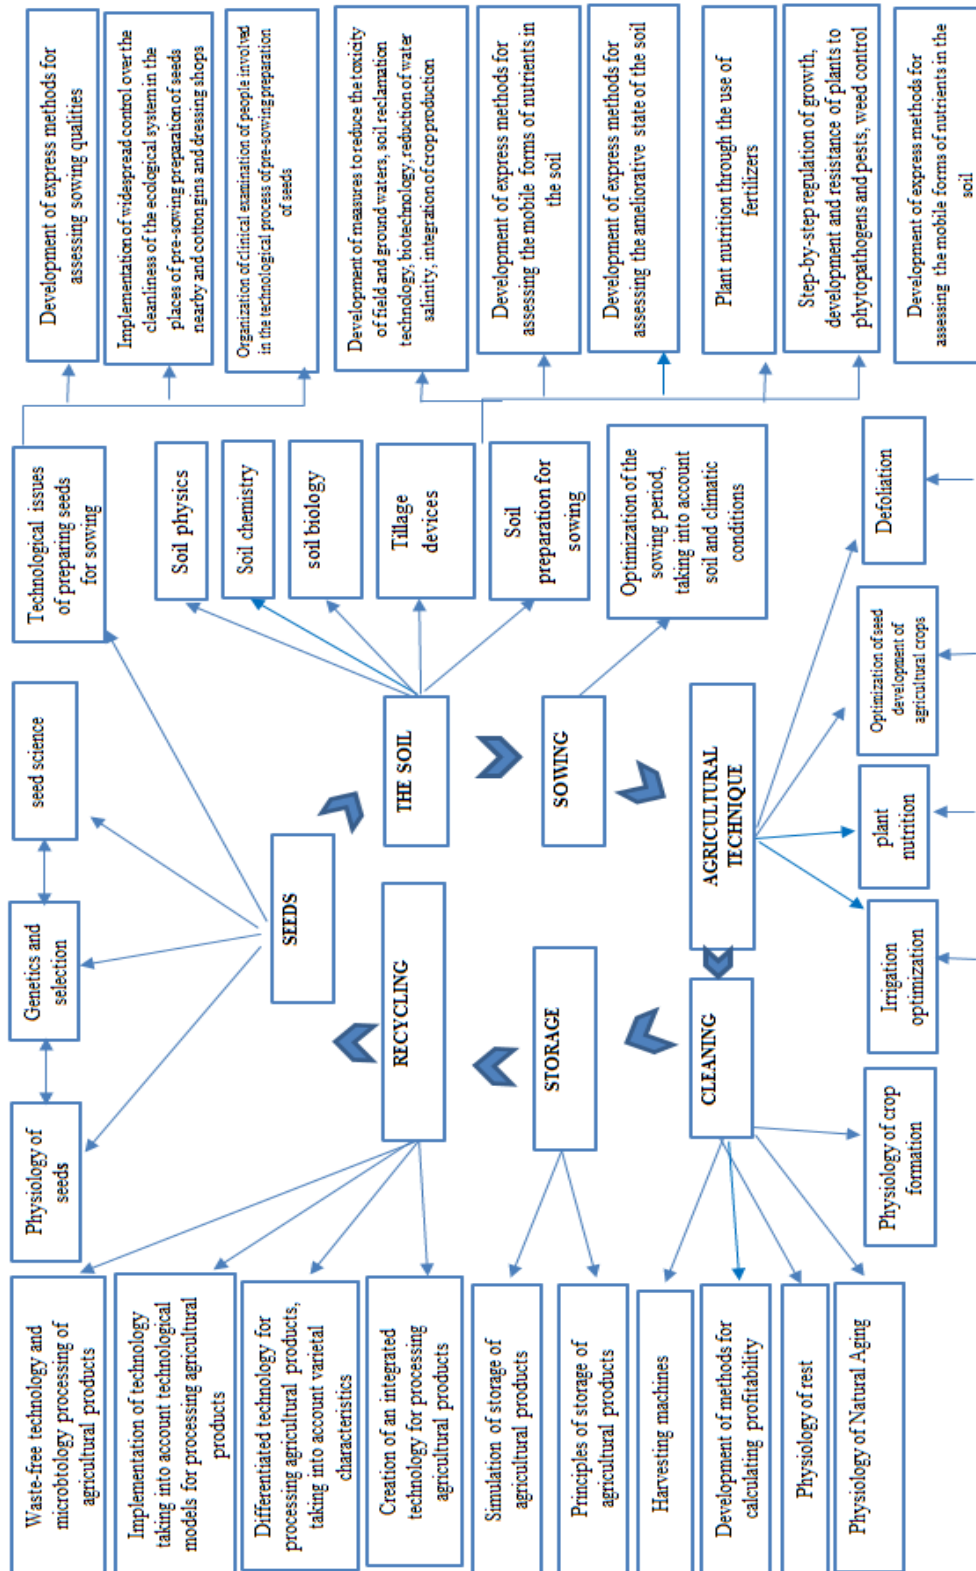 Waste-free technology and
microbtology processing of
agricultural products
Implementation of technology
taking into account technological
models for processing agricultural
products
Differentiated technology for
processing agricultural products,
taking into account varietal
characteristics
Creation of an integrated
technology for processing
agricultural products
Simulation of storage of
agricultural products
Principles of storage of
agricultural products
Harvesting machines
Development of methods for
calculating profitability
Physiology of rest
Physiology of Natural Aging
Physiology of
seeds
Genetics and
selection
seed science
Technological issues
of preparing seeds
for sowing
SEEDS
RECYCLING
THE SOIL
STORAGE
SOWING
CLEANING
AGRICULTURAL
TECHNIQUE
Physiology of crop
formation
Irrigation
optimization
plant
nutrition
Optimization of seed
development of
agricultural crops
Defoliation
Soil physics
Soil chemistry
soil biology
Tillage
devices
Soil
preparation for
sowing
Optimization of the
sowing period,
taking into account
soil and climatic
conditions
Development of express methods for
assessing sowing qualities
Implementation of widespread control over the
cleanliness of the ecological system in the
places of pre-sowing preparation of seeds
nearby and cotton gins and dressing shops
Organization of clinical examination of people involved
in the technological process of pre-sowing preparation
of seeds
Development of measures to reduce the toxicity
of field and ground waters, soil reclamation
technology, biotechnology, reduction of water
salinity, integration of crop production
Development of express methods for
assessing the mobile forms of nutrients in
the soil
Development of express methods for
assessing the ameliorative state of the soil
Plant nutrition through the use of
fertilizers
Step-by-step regulation of growth,
development and resistance of plants to
phytopathogens and pests, weed control
Development of express methods for
assessing the mobile forms of nutrients in the
soil